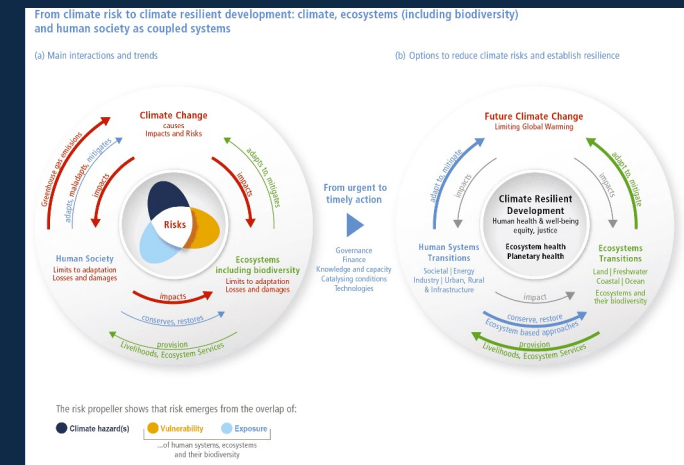 From climate risk to climate resilient development: climate, ecosystems (including biodiversity)
and human society as coupled systems
(a) Main interactions and trends
Climate Change
causes
Impacts and Risks
Greenhouse gas emissions
adapts, maladapts, mitigates
impacts
adapts to, mitigates
impacts
Risks
Human Society
Limits to adaptation
Losses and damages
Ecosystems
including biodiversity
Limits to adaptation
Losses and damages
impacts
conserves, restores
provision
Livelihoods, Ecosystem Services
From urgent to
timely action
Governance
Finance
Knowledge and capacity
Catalysing conditions
Technologies
(b) Options to reduce climate risks and establish resilience
Future Climate Change
Limiting Global Warming
adapt to, mitigate
impacts
adapt to, mitigate
impacts
Climate Resilient
Development
Human health & well-being
equity, justice
Ecosystem health
Planetary health
Human Systems
Transitions
Societal | Energy
Industry | Urban, Rural
& Infrastructure
Ecosystems
Transitions
Land | Freshwater
Coastal | Ocean
Ecosystems and
their biodiversity
impact
conserve, restore
Ecosystem based approaches
provision
Livelihoods, Ecosystem Services
The risk propeller shows that risk emerges from the overlap of:
Climate hazard(s)
Vulnerability
Exposure
...of human systems, ecosystems
and their biodiversity